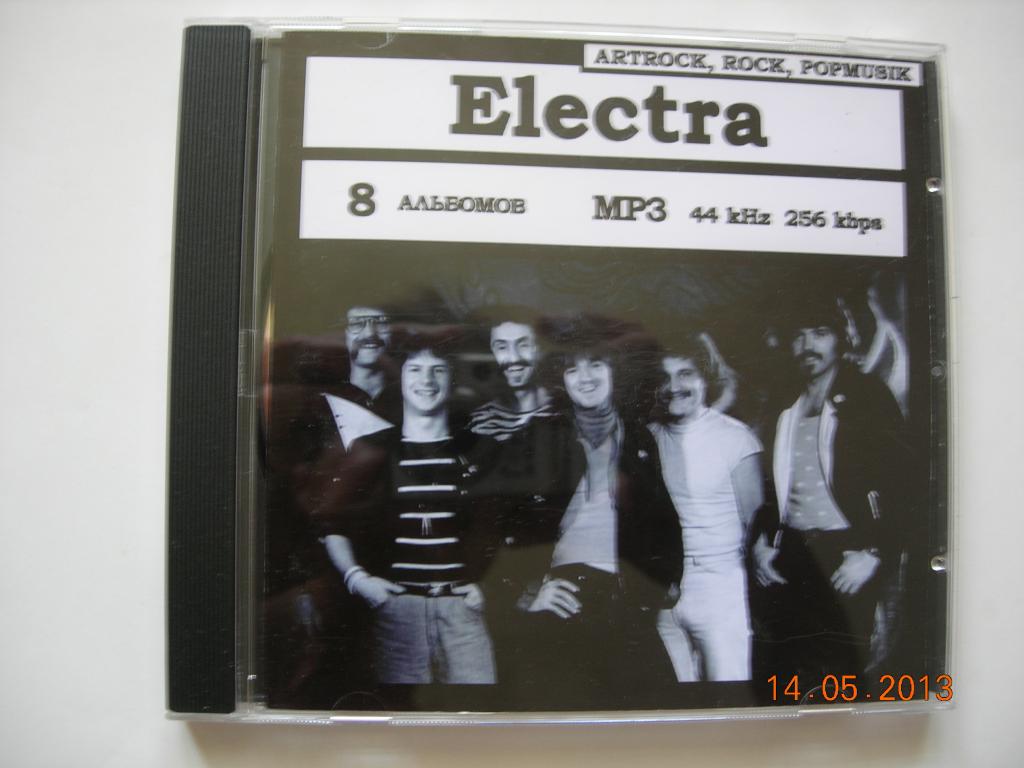 ARTROCK, ROCK, POPMUSIK
Electra
8 АЛЬБОМОВ MP3 44 kHz 256 kbps
14.05.2013